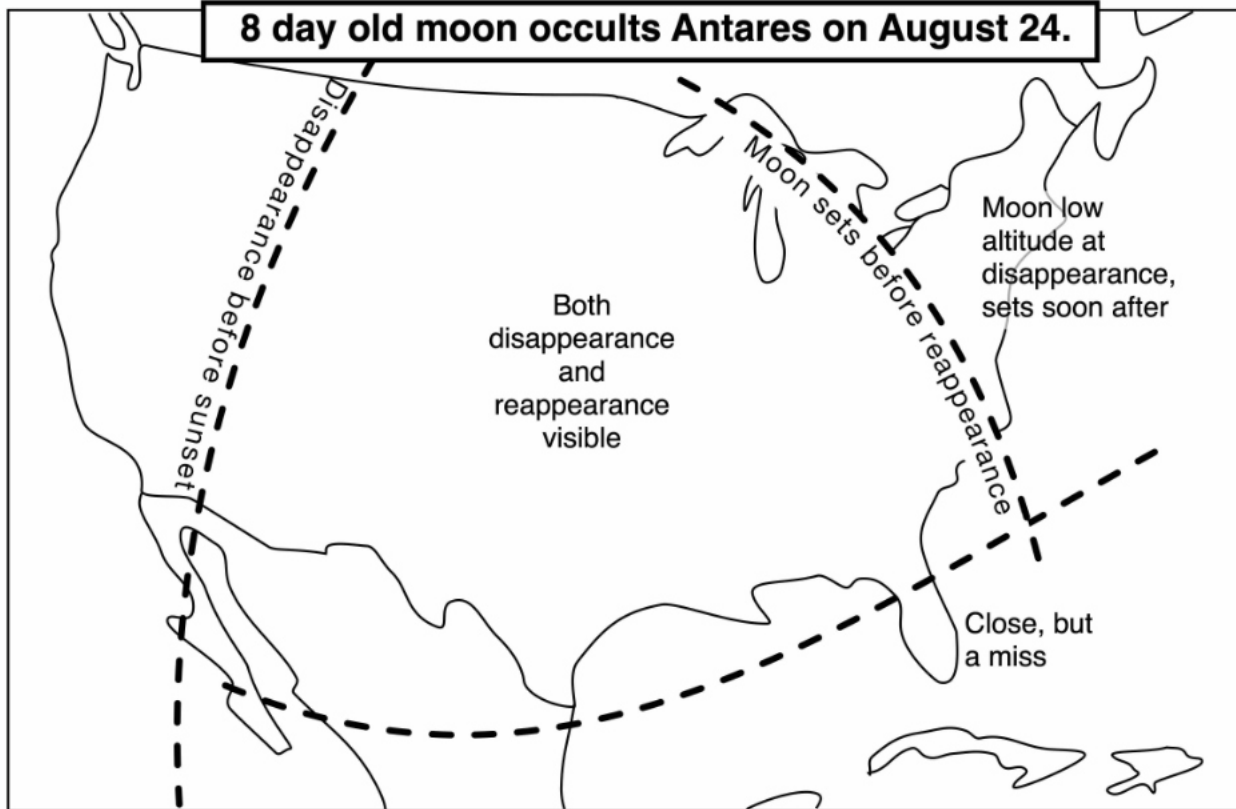 8 day old moon occults Antares on August 24.
Disappearance before sunset
Moon sets before reappearance
Moon low
altitude at
disappearance,
sets soon after
Both
disappearance
and
reappearance
visible
Close, but
a miss